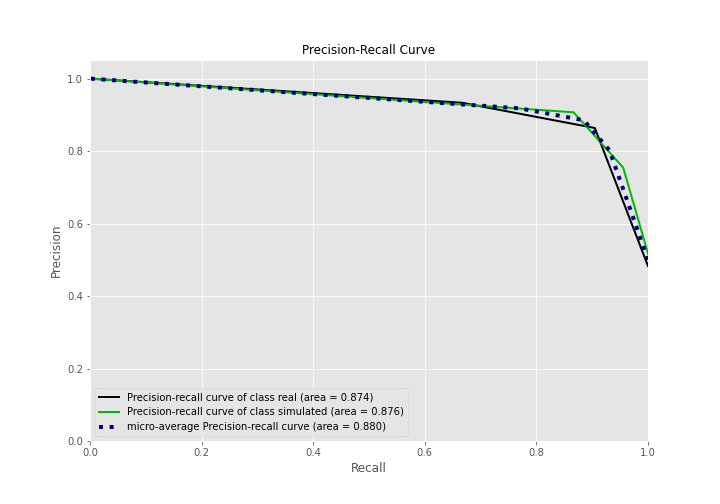 Precision-Recall Curve
1.0
0.8
0.6
0.4
0.2
0.0
Precision
Precision-recall curve of class real (area = 0.874)
Precision-recall curve of class simulated (area = 0.876)
micro-average Precision-recall curve (area = 0.880)
0.0 0.2 0.4 0.6 0.8 1.0
Recall